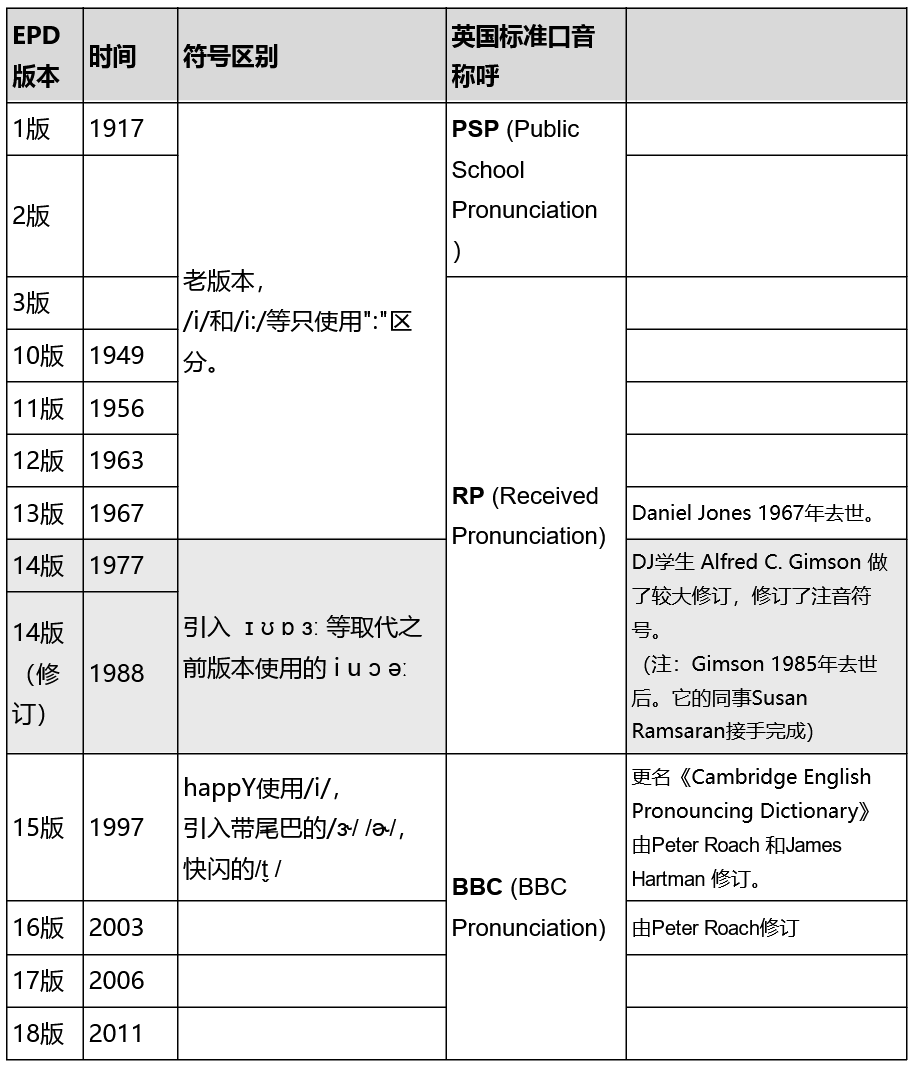 EPD
版本
时间
符号区别
英国标准口音
称呼
1版
1917
老版本，
/i/和/i:/等只使用":"区
分。
PSP (Public
School
Pronunciation
)
2版
3版
RP (Received
Pronunciation)
10版
1949
11版
1956
12版
1963
13版
1967
Daniel Jones 1967年去世。
14版
1977
引入 ɪ ʊ ɒ ɜː 等取代之
前版本使用的 i u ɔ əː
DJ学生 Alfred C. Gimson 做
了较大修订，修订了注音符
号。
（注：Gimson 1985年去世
后。它的同事Susan
Ramsaran接手完成)
14版
（修
订）
1988
15版
1997
happY使用/i/，
引入带尾巴的/ɝ/ /ɚ/，
快闪的/t̬ /
BBC (BBC
Pronunciation)
更名《Cambridge English
Pronouncing Dictionary》
由Peter Roach 和James
Hartman 修订。
16版
2003
由Peter Roach修订
17版
2006
18版
2011